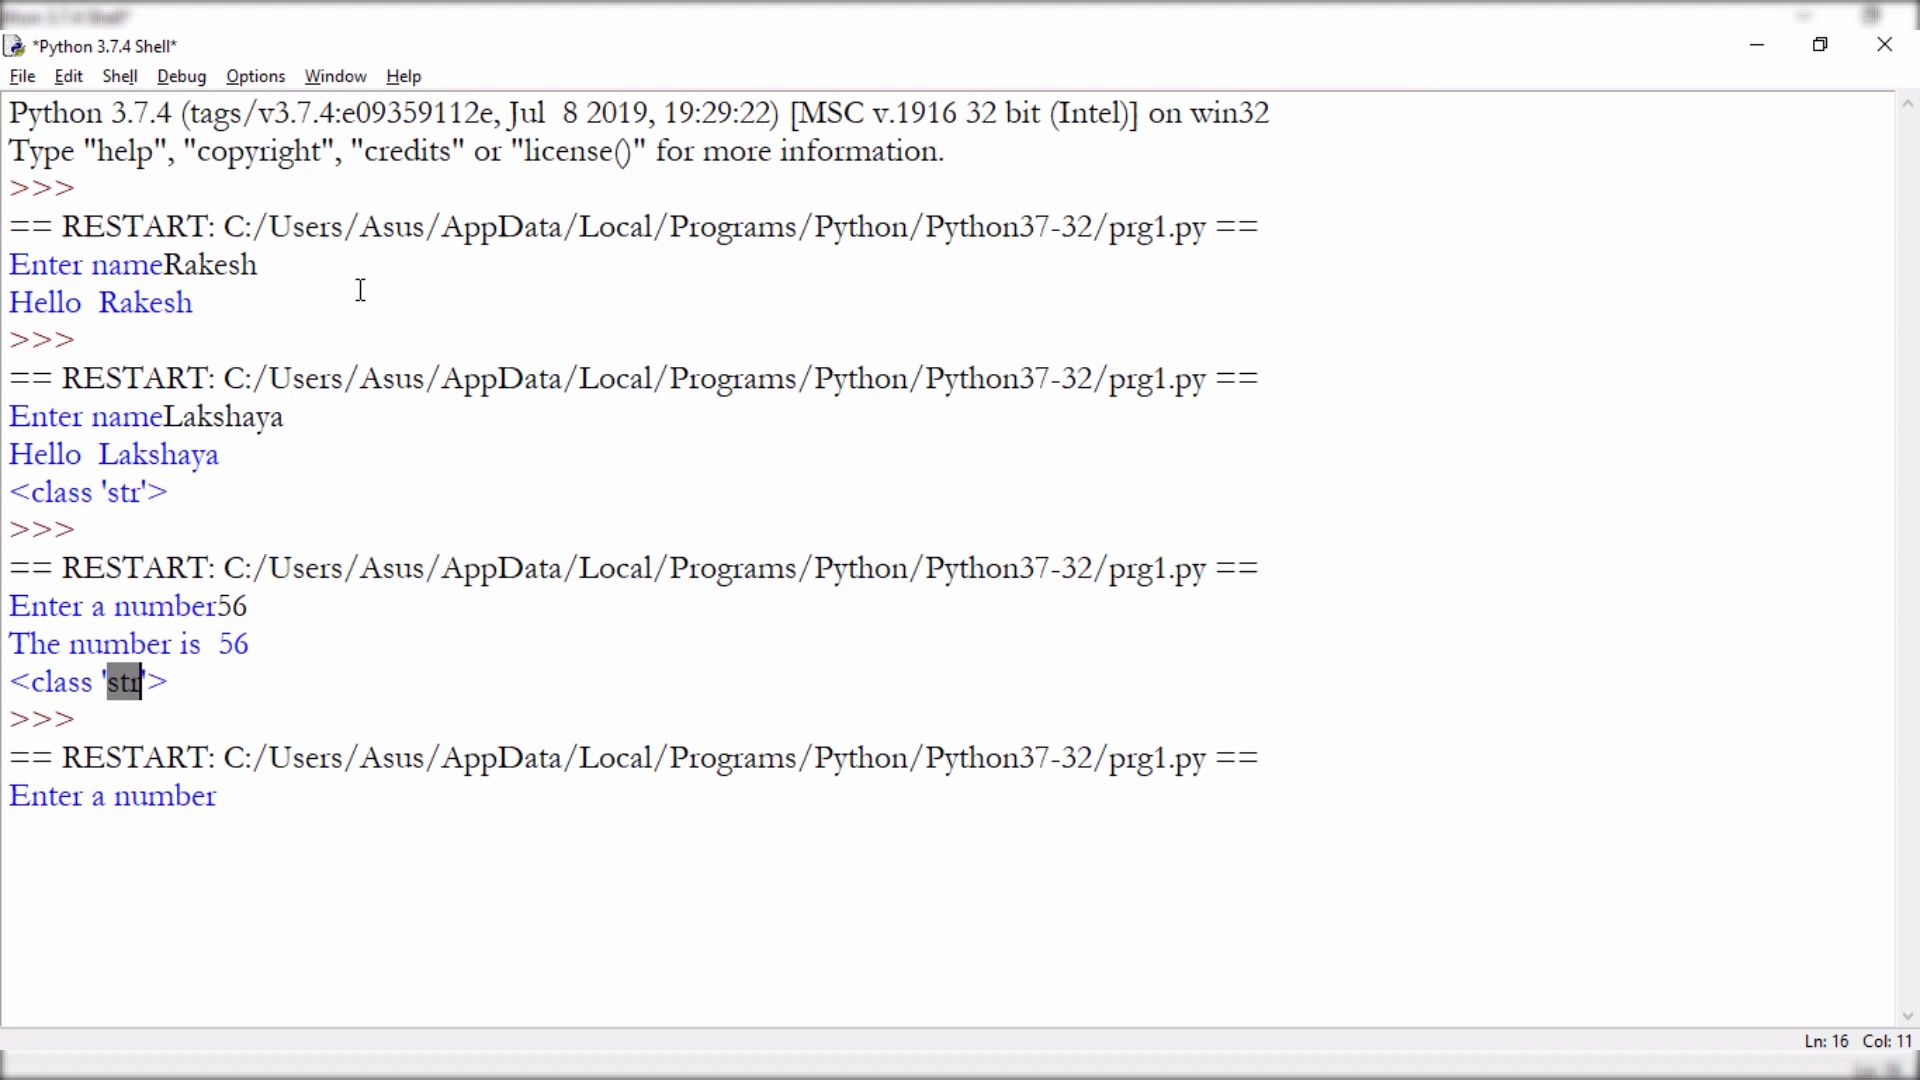 *Python 3.7.4 Shell*
File Edit Shell Debug Options Window Help
Python 3.7.4 (tags/v3.7.4:e09359112e, Jul  8 2019, 19:29:22) [MSC v.1916 32 bit (Intel)] on win32
Type "help", "copyright", "credits" or "license()" for more information.
>>>
== RESTART: C:/Users/Asus/AppData/Local/Programs/Python/Python37-32/prg1.py ==
Enter nameRakesh
Hello  Rakesh
>>>
== RESTART: C:/Users/Asus/AppData/Local/Programs/Python/Python37-32/prg1.py ==
Enter nameLakshaya
Hello  Lakshaya
<class 'str'>
>>>
== RESTART: C:/Users/Asus/AppData/Local/Programs/Python/Python37-32/prg1.py ==
Enter a number56
The number is  56
<class 'str'>
>>>
== RESTART: C:/Users/Asus/AppData/Local/Programs/Python/Python37-32/prg1.py ==
Enter a number
Ln: 16 Col: 11